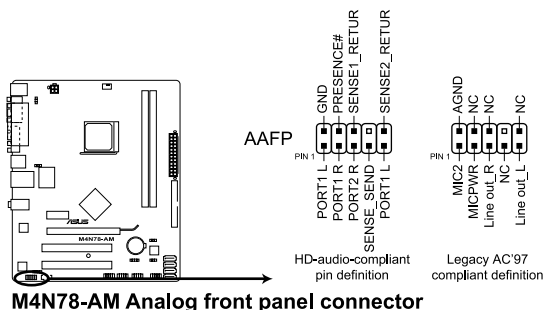 GND
PRESENCE#
SENSE1_RETUR
SENSE2_RETUR
AAFP
PIN 1
PORT1 L
PORT1 R
PORT2 R
SENSE_SEND
PORT1 L
HD-audio-compliant
pin definition
AGND
NC
NC
NC
PIN 1
MIC2
MICPWR
Line out_R
NC
Line out_L
Legacy AC'97
compliant definition
ASUS
M4N78-AM
M4N78-AM Analog front panel connector